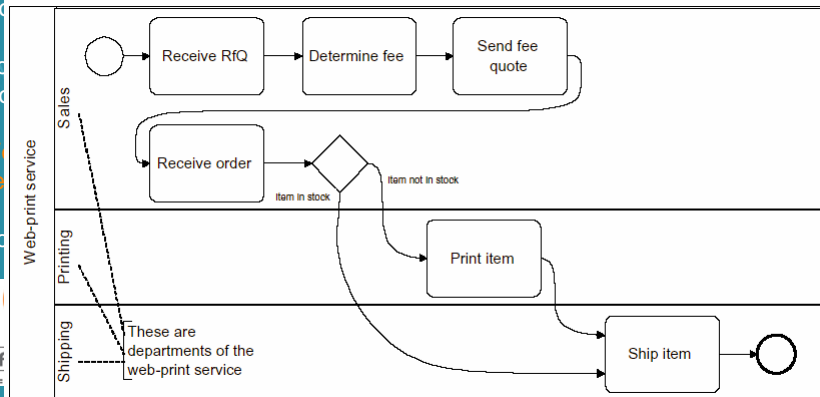 Web-print service
Sales
Receive RfQ
Determine fee
Send fee
quote
Receive order
Item in stock
Item not in stock
Printing
Print item
Shipping
These are
departments of the
web-print service
Ship item